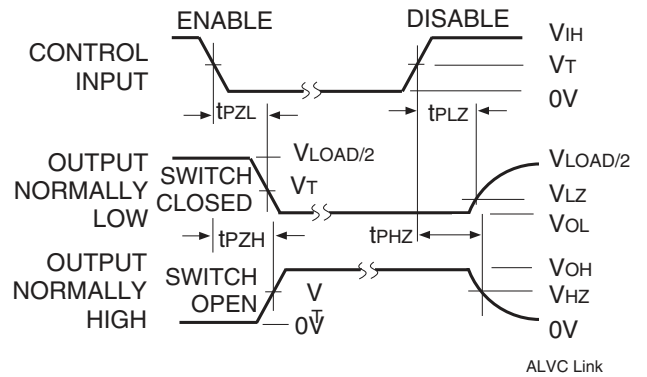 ENABLE
DISABLE
CONTROL
INPUT
VIH
VT
0V
tPZL
tPLZ
OUTPUT
NORMALLY
LOW
SWITCH
CLOSED
VLOAD/2
VT
VLOAD/2
VLZ
VOL
tPZH
tPHZ
OUTPUT
NORMALLY
HIGH
SWITCH
OPEN
V
T
0V
VOH
VHZ
0V
ALVC Link